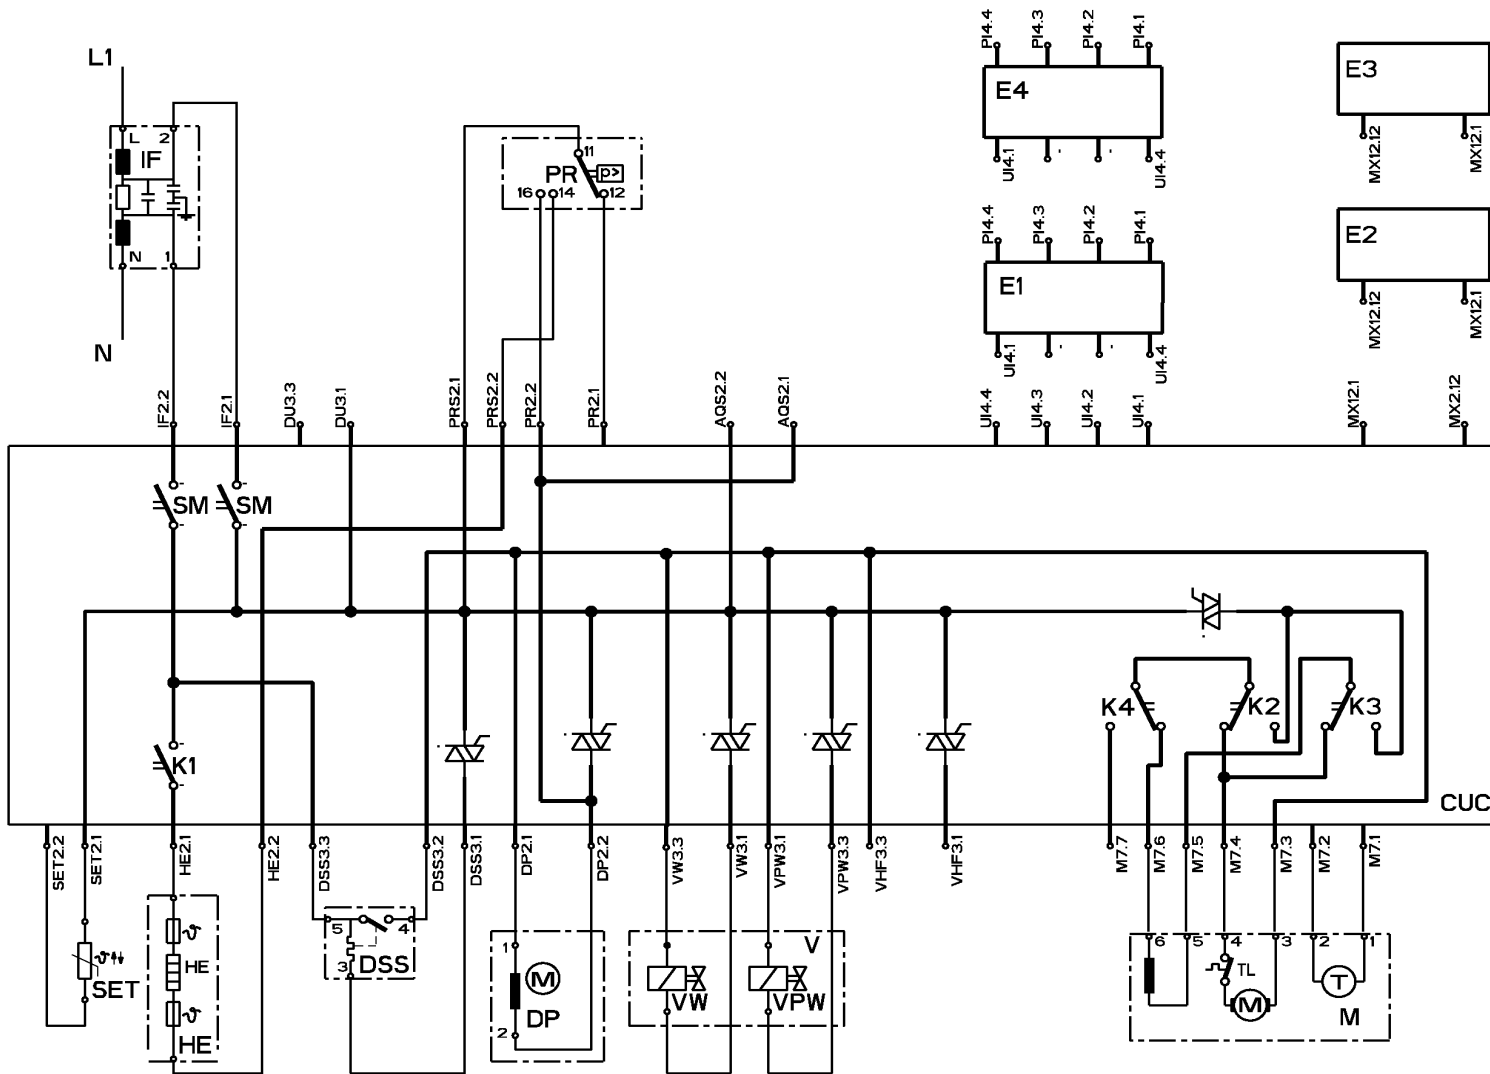 L1
L 2
IF
N 1
N
11
PR p>
16 14 12
PI4.4 PI4.3 PI4.2 PI4.1
E4
UI4.1 ' ' UI4.4
PI4.4 PI4.3 PI4.2 PI4.1
E1
UI4.1 ' ' UI4.4
E3
MX12.12 MX12.1
E2
MX12.12 MX12.1
IF2.2 IF2.1 DU3.3 DU3.1 PRS2.1 PRS2.2 PR2.2 PR2.1 AQS2.2 AQS2.1 UI4.4 UI4.3 UI4.2 UI4.1 MX12.1 MX2.12
SM SM
K4 K2 K3
K1
CUC
SET2.2 SET2.1 HE2.1 HE2.2 DSS3.3 DSS3.2 DSS3.1 DP2.1 DP2.2 VW3.3 VW3.1 VPW3.1 VPW3.3 VHF3.3 VHF3.1 M7.7 M7.6 M7.5 M7.4 M7.3 M7.2 M7.1
ϑ
SET
ϑ
HE
ϑ
HE
5 4
3 DSS
1
M
DP
2
V
VW VPW
6 5 4 3 2 1
TL
M T
M